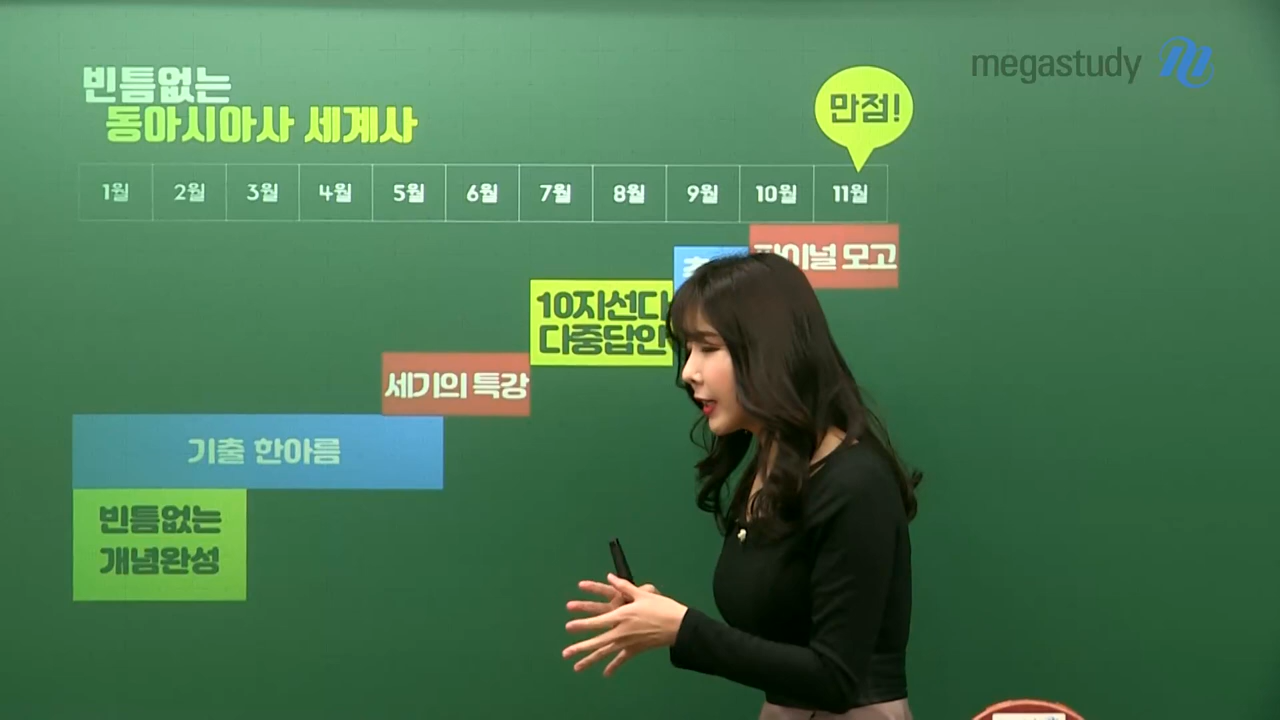 megastudy
빈틈없는
동아시아사 세계사
만점!
1월 2월 3월 4월 5월 6월 7월 8월 9월 10월 11월
모고
10지선다
다중답안
세기의 특강
기출 한아름
빈틈없는
개념완성